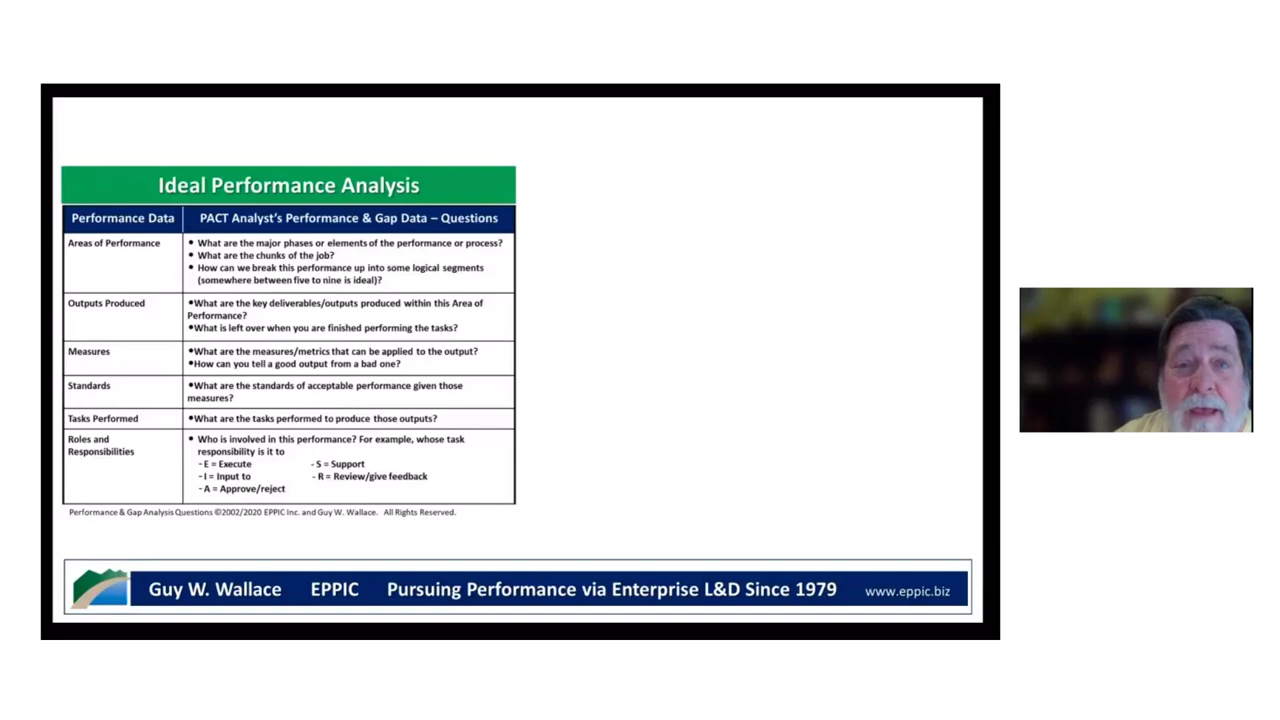 Ideal Performance Analysis
Performance Data
PACT Analyst's Performance & Gap Data – Questions
Areas of Performance
• What are the major phases or elements of the performance or process?
• What are the chunks of the job?
• How can we break this performance up into some logical segments
(somewhere between five to nine is ideal)?
Outputs Produced
•What are the key deliverables/outputs produced within this Area of
Performance?
•What is left over when you are finished performing the tasks?
Measures
•What are the measures/metrics that can be applied to the output?
•How can you tell a good output from a bad one?
Standards
•What are the standards of acceptable performance given those
measures?
Tasks Performed
•What are the tasks performed to produce those outputs?
Roles and
Responsibilities
• Who is involved in this performance? For example, whose task
responsibility is it to
- E = Execute - S = Support
- I = Input to - R = Review/give feedback
- A = Approve/reject
Performance & Gap Analysis Questions ©2002/2020 EPPIC Inc. and Guy W. Wallace. All Rights Reserved.
Guy W. Wallace EPPIC Pursuing Performance via Enterprise L&D Since 1979 www.eppic.biz